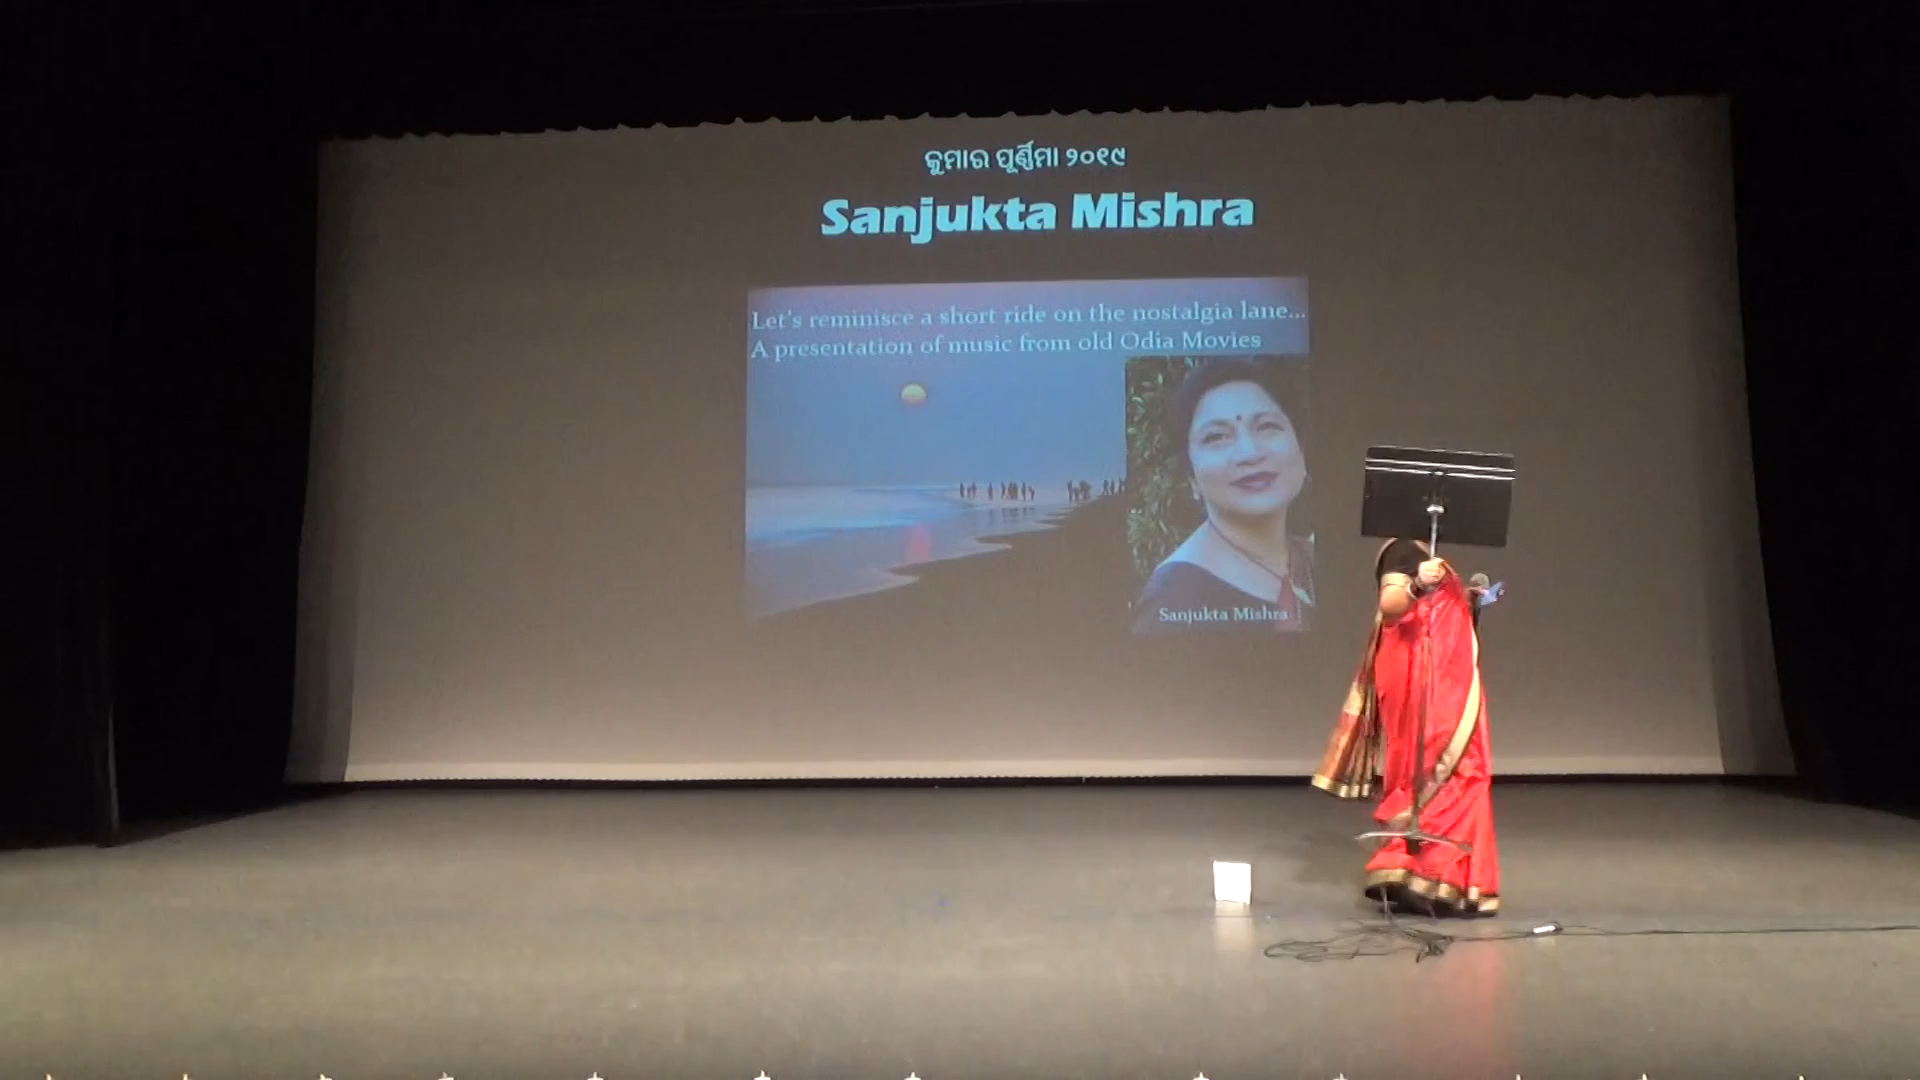 କୁମାର ପୂର୍ଣ୍ଣିମା ୨୦୧୯
Sanjukta Mishra
Let's reminisce a short ride on the nostalgia lane...
A presentation of music from old Odia Movies
Sanjukta Mishra